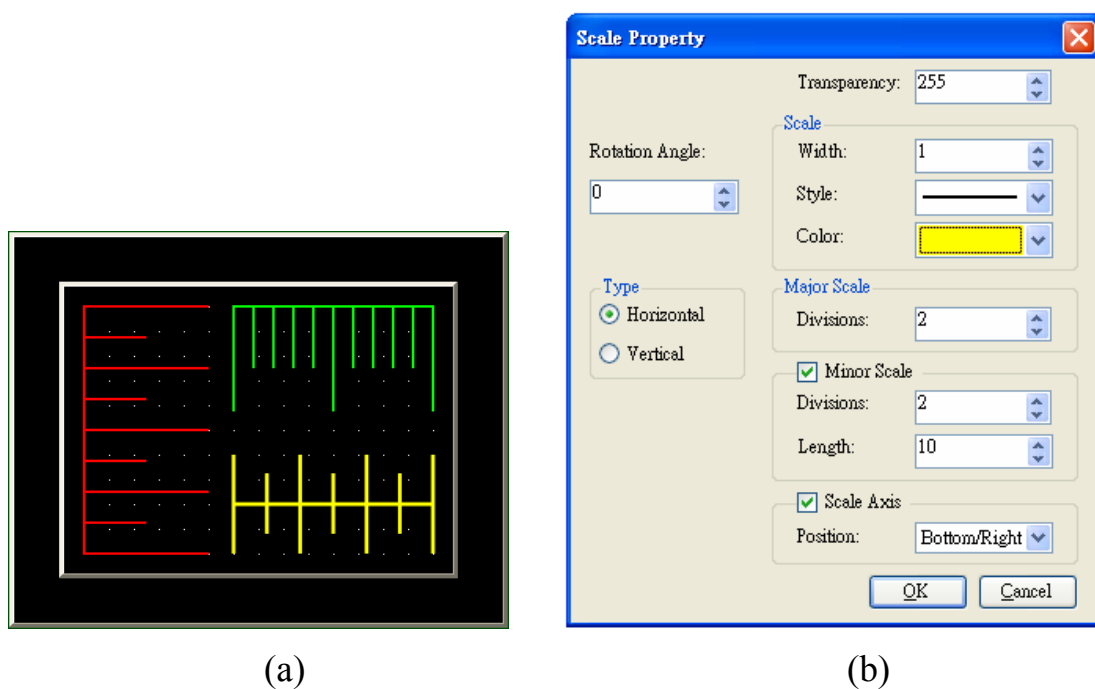 Scale Property
Transparency: 255
Scale
Rotation Angle:
Width: 1
0
Style:
Color:
Type
Major Scale
Horizontal
Divisions: 2
Vertical
Minor Scale
Divisions: 2
Length: 10
Scale Axis
Position: Bottom/Right
OK Cancel
(a) (b)